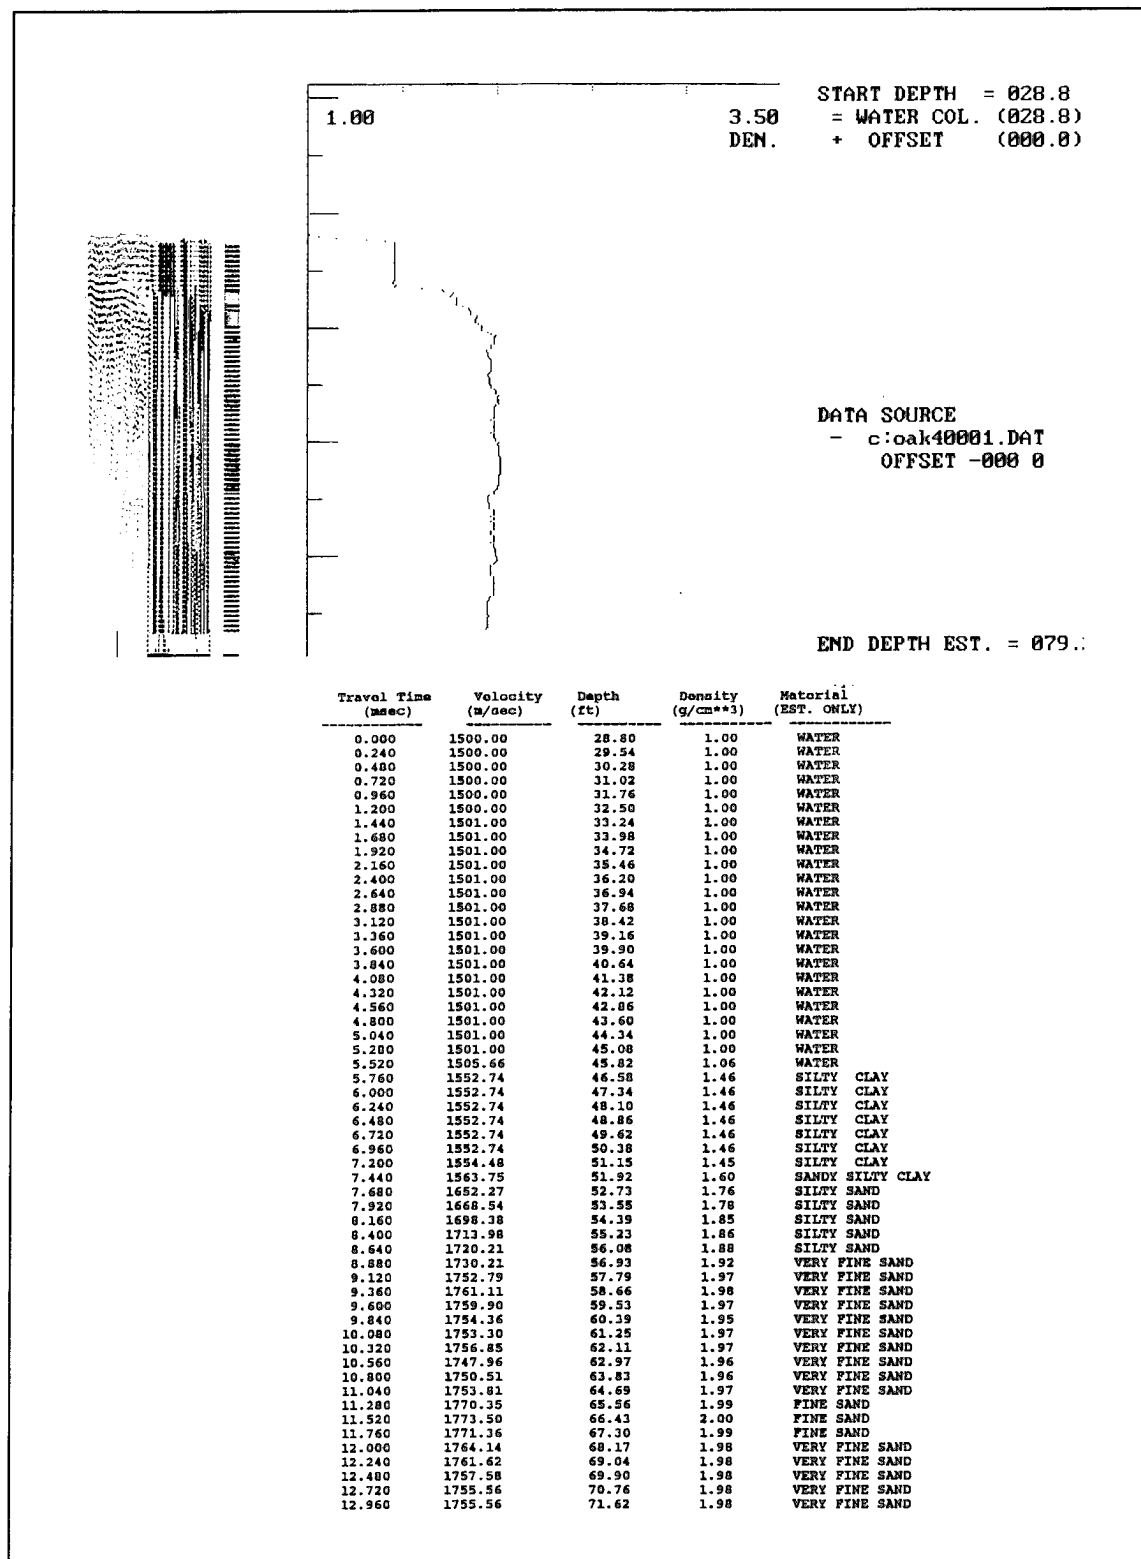 START DEPTH = 028.8
1.00 3.50 = WATER COL. (028.8)
DEN. + OFFSET (000.0)
DATA SOURCE
- c:oak40001.DAT
OFFSET -000 0
END DEPTH EST. = 079.
Travel Time Velocity Depth Density Material
(msec) (m/sec) (ft) (g/cm**3) (EST. ONLY)
0.000 1500.00 28.80 1.00 WATER
0.240 1500.00 29.54 1.00 WATER
0.480 1500.00 30.28 1.00 WATER
0.720 1500.00 31.02 1.00 WATER
0.960 1500.00 31.76 1.00 WATER
1.200 1500.00 32.50 1.00 WATER
1.440 1501.00 33.24 1.00 WATER
1.680 1501.00 33.98 1.00 WATER
1.920 1501.00 34.72 1.00 WATER
2.160 1501.00 35.46 1.00 WATER
2.400 1501.00 36.20 1.00 WATER
2.640 1501.00 36.94 1.00 WATER
2.880 1501.00 37.68 1.00 WATER
3.120 1501.00 38.42 1.00 WATER
3.360 1501.00 39.16 1.00 WATER
3.600 1501.00 39.90 1.00 WATER
3.840 1501.00 40.64 1.00 WATER
4.080 1501.00 41.38 1.00 WATER
4.320 1501.00 42.12 1.00 WATER
4.560 1501.00 42.86 1.00 WATER
4.800 1501.00 43.60 1.00 WATER
5.040 1501.00 44.34 1.00 WATER
5.280 1501.00 45.08 1.00 WATER
5.520 1505.66 45.82 1.06 WATER
5.760 1552.74 46.58 1.46 SILTY CLAY
6.000 1552.74 47.34 1.46 SILTY CLAY
6.240 1552.74 48.10 1.46 SILTY CLAY
6.480 1552.74 48.86 1.46 SILTY CLAY
6.720 1552.74 49.62 1.46 SILTY CLAY
6.960 1552.74 50.38 1.46 SILTY CLAY
7.200 1554.48 51.15 1.45 SILTY CLAY
7.440 1563.75 51.92 1.60 SANDY SILTY CLAY
7.680 1652.27 52.73 1.76 SILTY SAND
7.920 1668.54 53.55 1.78 SILTY SAND
8.160 1698.38 54.39 1.85 SILTY SAND
8.400 1713.98 55.23 1.86 SILTY SAND
8.640 1720.21 56.08 1.88 SILTY SAND
8.880 1730.21 56.93 1.92 VERY FINE SAND
9.120 1752.79 57.79 1.97 VERY FINE SAND
9.360 1761.11 58.66 1.98 VERY FINE SAND
9.600 1759.90 59.53 1.97 VERY FINE SAND
9.840 1754.36 60.39 1.95 VERY FINE SAND
10.080 1753.30 61.25 1.97 VERY FINE SAND
10.320 1756.85 62.11 1.97 VERY FINE SAND
10.560 1747.96 62.97 1.96 VERY FINE SAND
10.800 1750.51 63.83 1.96 VERY FINE SAND
11.040 1753.81 64.69 1.97 VERY FINE SAND
11.280 1770.35 65.56 1.99 FINE SAND
11.520 1773.50 66.43 2.00 FINE SAND
11.760 1771.36 67.30 1.99 FINE SAND
12.000 1764.14 68.17 1.98 VERY FINE SAND
12.240 1761.62 69.04 1.98 VERY FINE SAND
12.480 1757.58 69.90 1.98 VERY FINE SAND
12.720 1755.56 70.76 1.98 VERY FINE SAND
12.960 1755.56 71.62 1.98 VERY FINE SAND